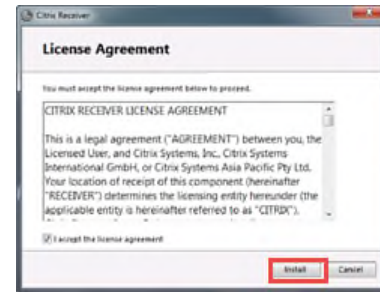 Citrix Receiver
License Agreement
You must accept the license agreement below to proceed.
CITRIX RECEIVER LICENSE AGREEMENT
This is a legal agreement ("AGREEMENT") between you, the
Licensed User, and Citrix Systems, Inc., Citrix Systems
International GmbH, or Citrix Systems Asia Pacific Pty Ltd.
Your location of receipt of this component (hereinafter
"RECEIVER") determines the licensing entity hereunder (the
applicable entity is hereinafter referred to as "CITRIX").
I accept the license agreement
Install
Cancel